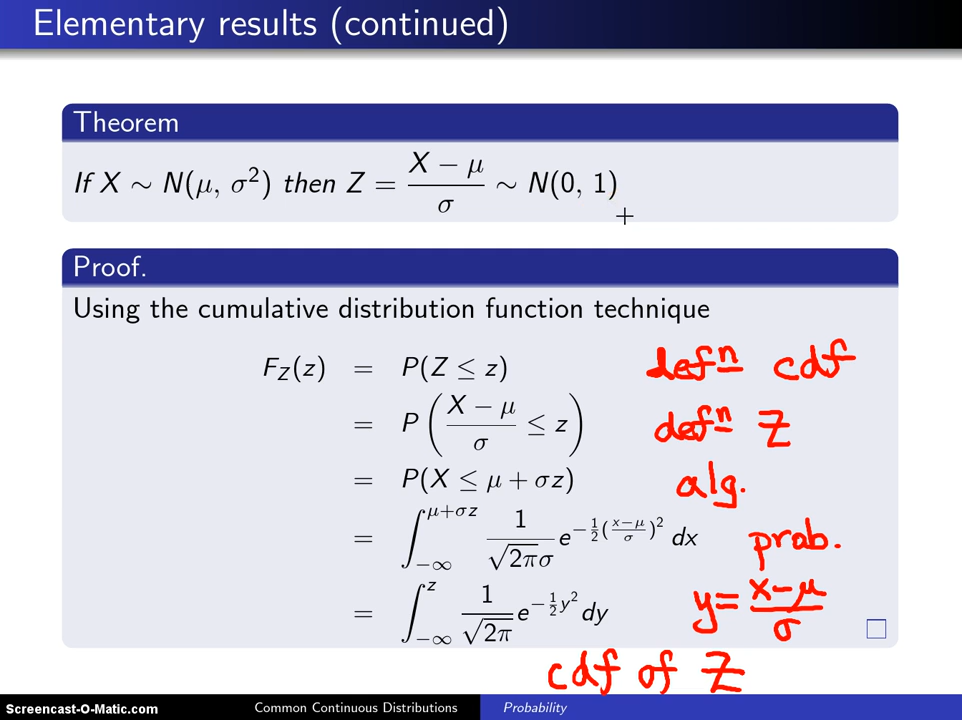 Elementary results (continued)
Theorem
If X ∼ N(μ, σ²) then Z = (X − μ)/σ ∼ N(0, 1)
Proof.
Using the cumulative distribution function technique
F_Z(z) = P(Z ≤ z) defⁿ cdf
= P((X − μ)/σ ≤ z) defⁿ Z
= P(X ≤ μ + σz) alg.
= ∫_{−∞}^{μ+σz} 1/(√2π σ) e^{−½((x−μ)/σ)²} dx prob.
= ∫_{−∞}^{z} 1/√2π e^{−½y²} dy y = (x−μ)/σ
cdf of Z
Screencast-O-Matic.com Common Continuous Distributions Probability